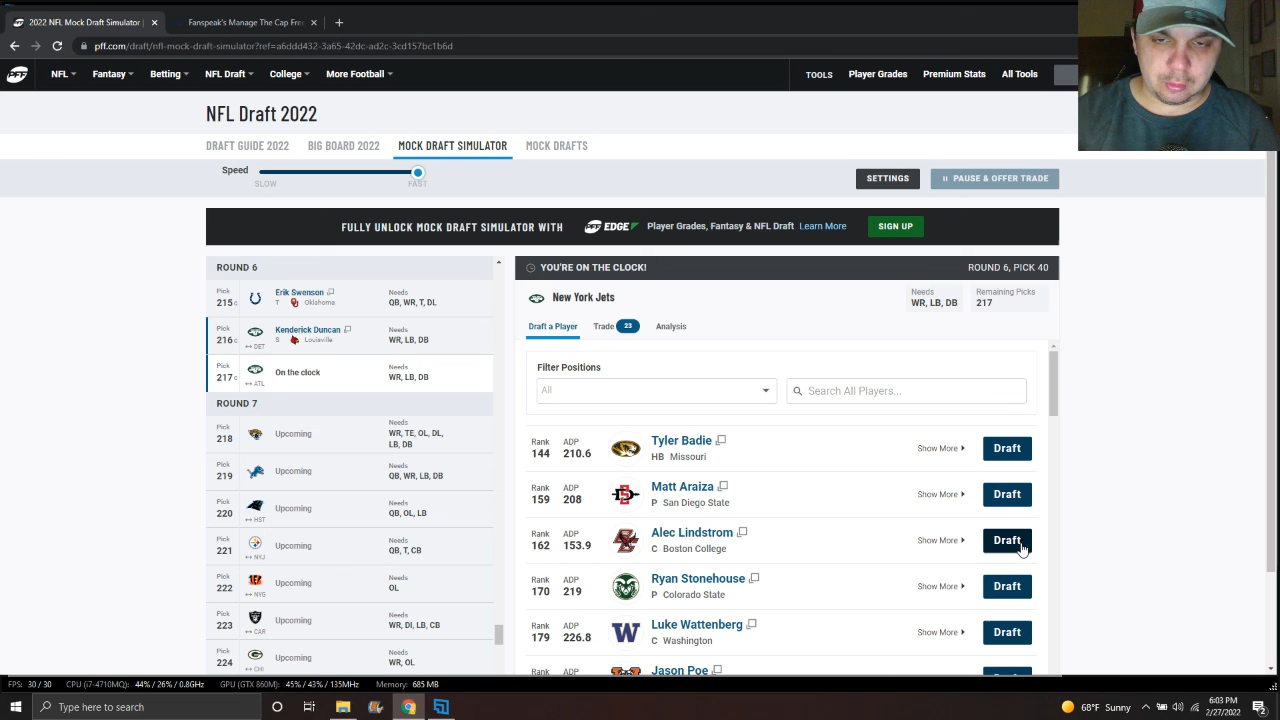 2022 NFL Mock Draft Simulator |
Fanspeak's Manage The Cap Free
pff.com/draft/nfl-mock-draft-simulator?ref=a6ddd432-3a65-42dc-ad2c-3cd157bc1b6d
PFF NFL Fantasy Betting NFL Draft College More Football TOOLS Player Grades Premium Stats All Tools
NFL Draft 2022
DRAFT GUIDE 2022 BIG BOARD 2022 MOCK DRAFT SIMULATOR MOCK DRAFTS
Speed
SLOW FAST
SETTINGS PAUSE & OFFER TRADE
FULLY UNLOCK MOCK DRAFT SIMULATOR WITH PFF EDGE Player Grades, Fantasy & NFL Draft Learn More SIGN UP
ROUND 6
Pick 215 c Erik Swenson T Oklahoma Needs QB, WR, T, DL
Pick 216 c Kenderick Duncan S Louisville Needs WR, LB, DB
DET
Pick 217 c On the clock Needs WR, LB, DB
ATL
ROUND 7
Pick 218 Upcoming Needs WR, TE, OL, DL, LB, DB
Pick 219 Upcoming Needs QB, WR, LB, DB
Pick 220 Upcoming Needs QB, OL, LB
HST
Pick 221 Upcoming Needs QB, T, CB
NYJ
Pick 222 Upcoming Needs OL
NYG
Pick 223 Upcoming Needs WR, DI, LB, CB
CAR
Pick 224 Upcoming Needs WR, OL
CHI
YOU'RE ON THE CLOCK! ROUND 6, PICK 40
New York Jets
Needs WR, LB, DB
Remaining Picks 217
Draft a Player Trade 23 Analysis
Filter Positions
All Search All Players...
Rank 144 ADP 210.6 Tyler Badie HB Missouri Show More Draft
Rank 159 ADP 208 Matt Araiza P San Diego State Show More Draft
Rank 162 ADP 153.9 Alec Lindstrom C Boston College Show More Draft
Rank 170 ADP 219 Ryan Stonehouse P Colorado State Show More Draft
Rank 179 ADP 226.8 Luke Wattenberg C Washington Show More Draft
Rank ADP Jason Poe
FPS: 30 / 30 CPU (i7-4710MQ): 44% / 26% / 0.8GHz GPU (GTX 860M): 45% / 43% / 135MHz Memory: 685 MB
Type here to search
68°F Sunny
6:03 PM
2/27/2022
2